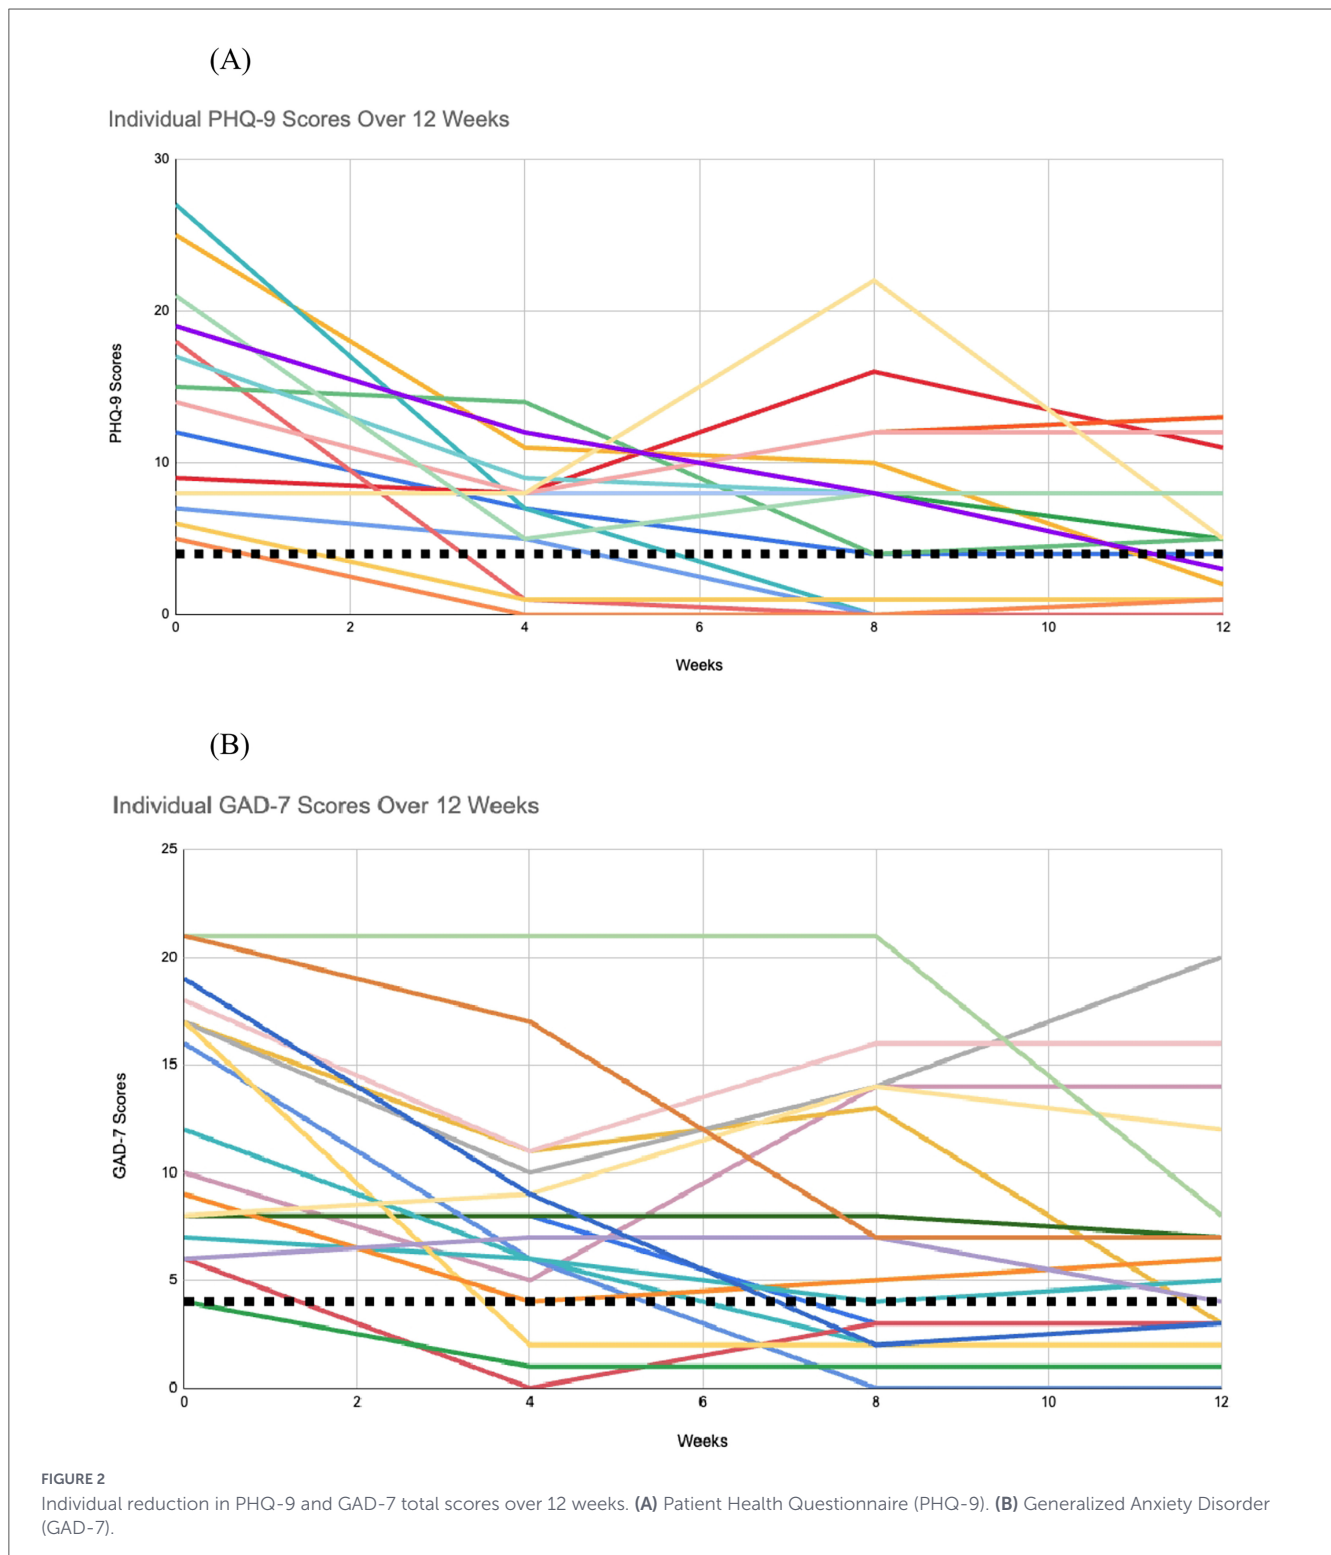 (A)
Individual PHQ-9 Scores Over 12 Weeks
30
20
10
0
PHQ-9 Scores
0 2 4 6 8 10 12
Weeks
(B)
Individual GAD-7 Scores Over 12 Weeks
25
20
15
10
5
0
GAD-7 Scores
0 2 4 6 8 10 12
Weeks
FIGURE 2
Individual reduction in PHQ-9 and GAD-7 total scores over 12 weeks. (A) Patient Health Questionnaire (PHQ-9). (B) Generalized Anxiety Disorder
(GAD-7).